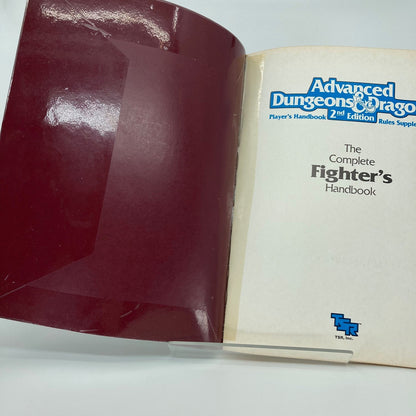 Advanced
Dungeons & Drago
Player's Handbook 2nd Edition Rules Supple
The
Complete
Fighter's
Handbook
TSR
TSR, Inc.